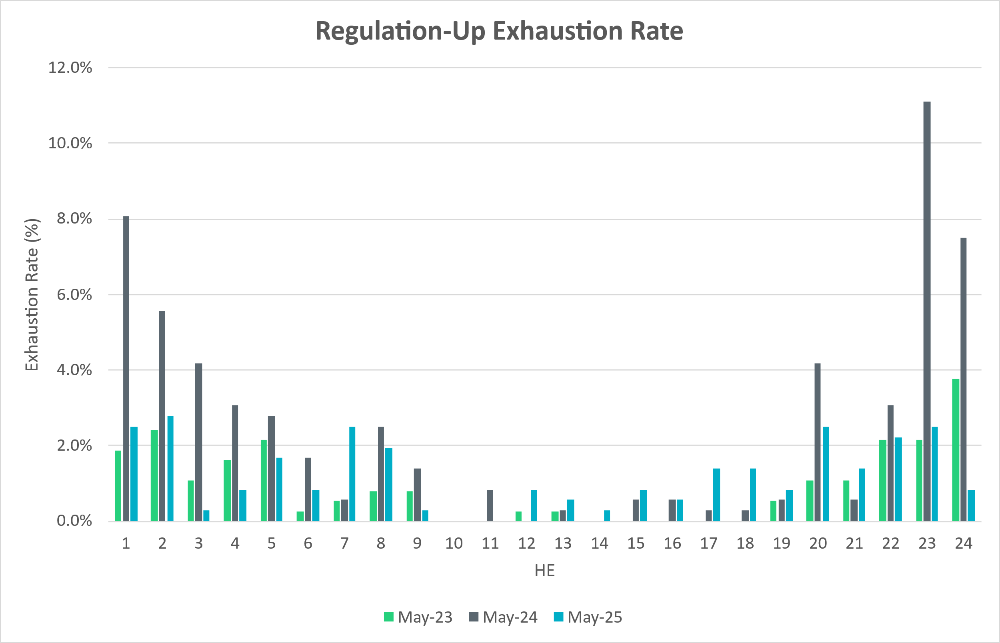 Regulation-Up Exhaustion Rate
12.0%
10.0%
8.0%
6.0%
4.0%
2.0%
0.0%
Exhaustion Rate (%)
1 2 3 4 5 6 7 8 9 10 11 12 13 14 15 16 17 18 19 20 21 22 23 24
HE
May-23 May-24 May-25